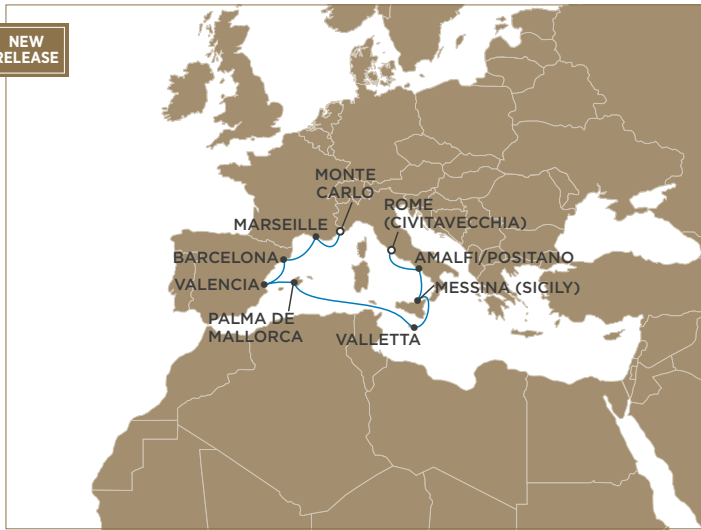 NEW
RELEASE
MONTE
CARLO
ROME
(CIVITAVECCHIA)
MARSEILLE
BARCELONA
AMALFI/POSITANO
VALENCIA
MESSINA (SICILY)
PALMA DE
MALLORCA
VALLETTA